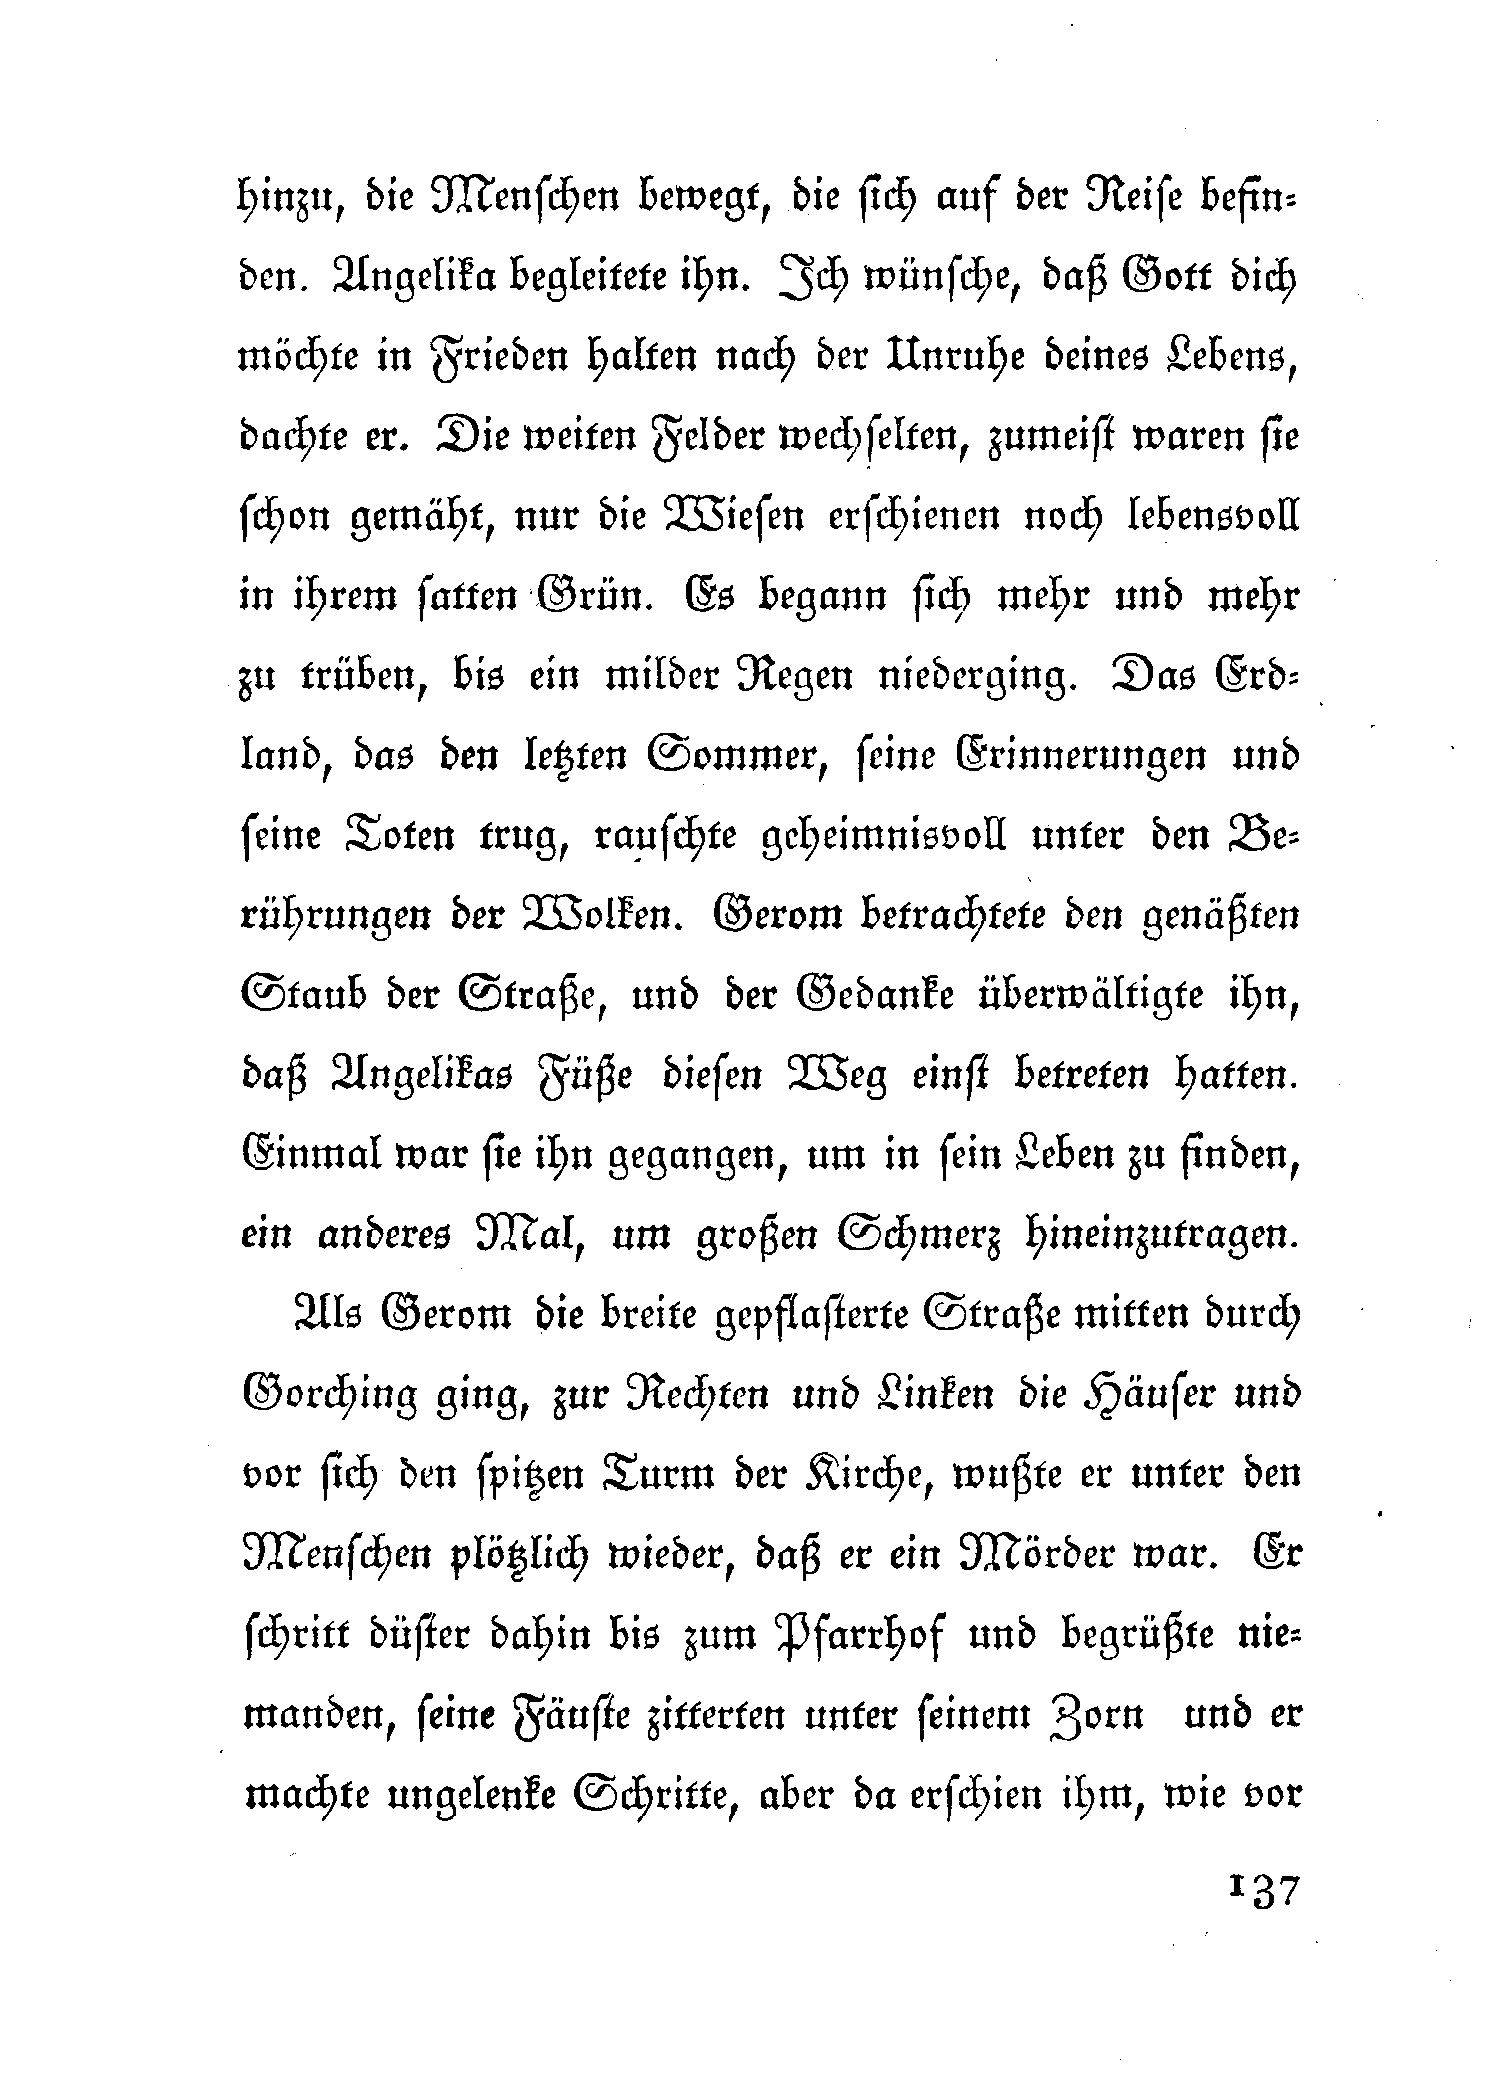 hinzu, die Menſchen bewegt, die ſich auf der Reiſe befin⸗
den. Angelika begleitete ihn. Ich wünſche, daß Gott dich
möchte in Frieden halten nach der Unruhe deines Lebens,
dachte er. Die weiten Felder wechſelten, zumeiſt waren ſie
ſchon gemäht, nur die Wieſen erſchienen noch lebensvoll
in ihrem ſatten Grün. Es begann ſich mehr und mehr
zu trüben, bis ein milder Regen niederging. Das Erd⸗
land, das den letzten Sommer, ſeine Erinnerungen und
ſeine Toten trug, rauſchte geheimnisvoll unter den Be⸗
rührungen der Wolken. Gerom betrachtete den genäßten
Staub der Straße, und der Gedanke überwältigte ihn,
daß Angelikas Füße dieſen Weg einſt betreten hatten.
Einmal war ſie ihn gegangen, um in ſein Leben zu finden,
ein anderes Mal, um großen Schmerz hineinzutragen.
Als Gerom die breite gepflaſterte Straße mitten durch
Gorching ging, zur Rechten und Linken die Häuſer und
vor ſich den ſpitzen Turm der Kirche, wußte er unter den
Menſchen plötzlich wieder, daß er ein Mörder war. Er
ſchritt düſter dahin bis zum Pfarrhof und begrüßte nie⸗
manden, ſeine Fäuſte zitterten unter ſeinem Zorn und er
machte ungelenke Schritte, aber da erſchien ihm, wie vor
137